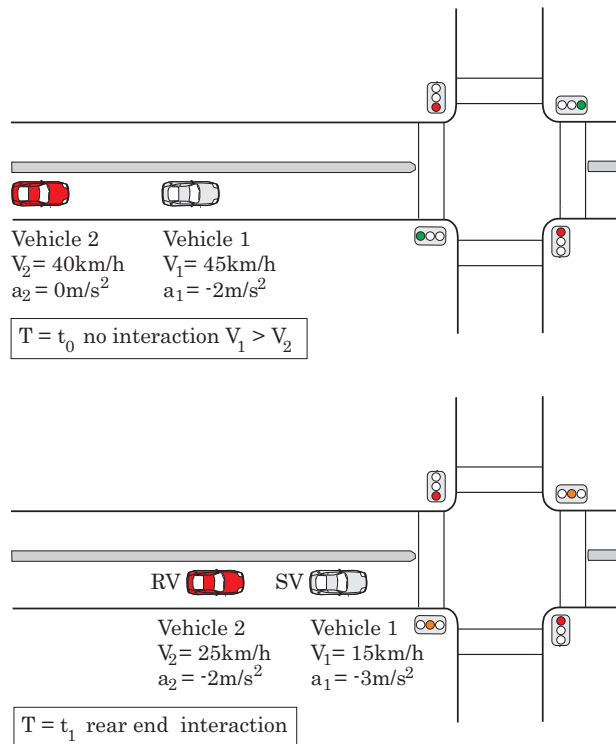 Vehicle 2
V₂= 40km/h
a₂= 0m/s²
Vehicle 1
V₁= 45km/h
a₁= -2m/s²
T = t₀ no interaction V₁ > V₂
RV
SV
Vehicle 2
V₂= 25km/h
a₂= -2m/s²
Vehicle 1
V₁= 15km/h
a₁= -3m/s²
T = t₁ rear end interaction